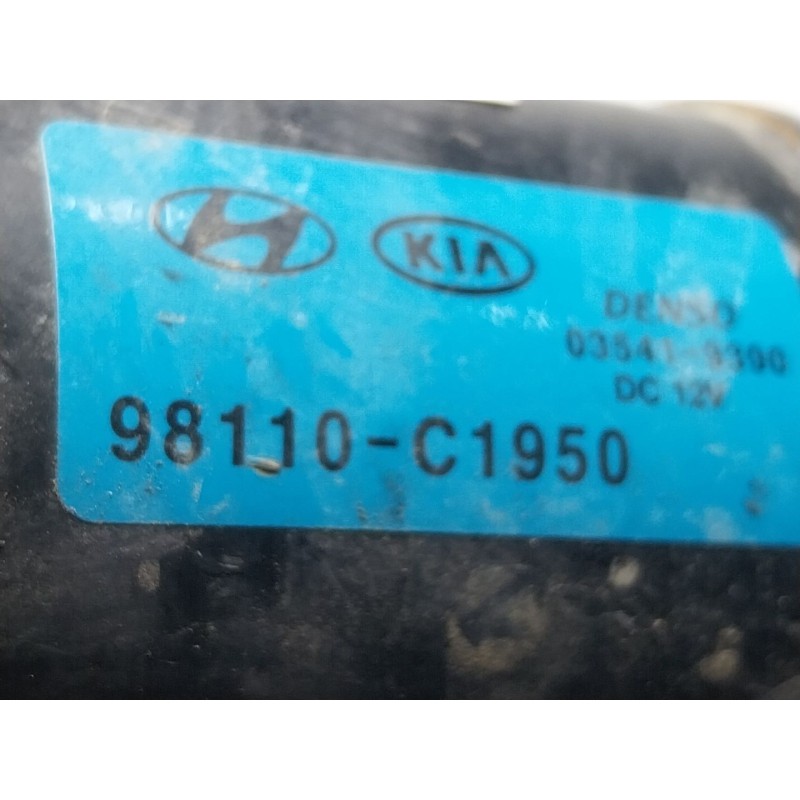 KIA
DENSO
DC 12V
98110-C1950